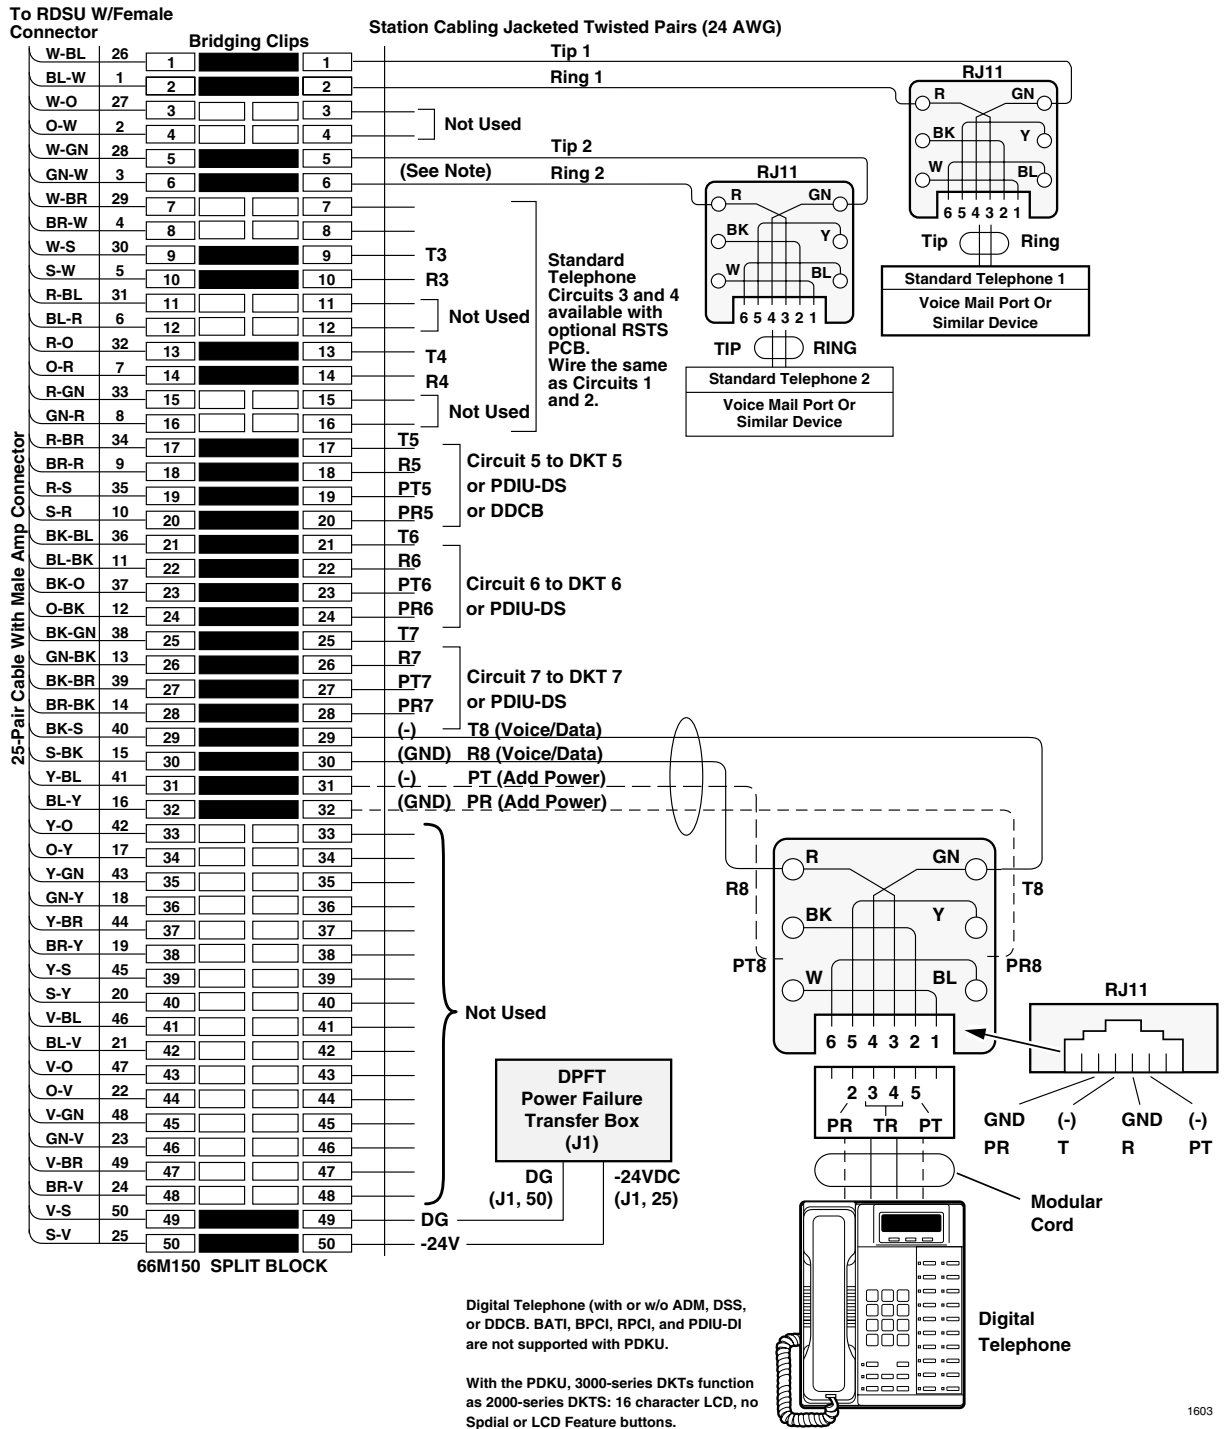 To RDSU W/Female
Connector
Bridging Clips
Station Cabling Jacketed Twisted Pairs (24 AWG)
25-Pair Cable With Male Amp Connector
W-BL 26 1 1 Tip 1
BL-W 1 2 2 Ring 1
W-O 27 3 3
O-W 2 4 4
Not Used
W-GN 28 5 5 Tip 2
GN-W 3 6 6 (See Note) Ring 2
W-BR 29 7 7
BR-W 4 8 8
W-S 30 9 9 T3
S-W 5 10 10 R3
R-BL 31 11 11
BL-R 6 12 12
Not Used
R-O 32 13 13 T4
O-R 7 14 14 R4
R-GN 33 15 15
GN-R 8 16 16
Not Used
Standard
Telephone
Circuits 3 and 4
available with
optional RSTS
PCB.
Wire the same
as Circuits 1
and 2.
RJ11
R GN
BK Y
W BL
6 5 4 3 2 1
Tip Ring
Standard Telephone 1
Voice Mail Port Or
Similar Device
RJ11
R GN
BK Y
W BL
6 5 4 3 2 1
TIP RING
Standard Telephone 2
Voice Mail Port Or
Similar Device
R-BR 34 17 17 T5
BR-R 9 18 18 R5
R-S 35 19 19 PT5
S-R 10 20 20 PR5
Circuit 5 to DKT 5
or PDIU-DS
or DDCB
BK-BL 36 21 21 T6
BL-BK 11 22 22 R6
BK-O 37 23 23 PT6
O-BK 12 24 24 PR6
Circuit 6 to DKT 6
or PDIU-DS
BK-GN 38 25 25 T7
GN-BK 13 26 26 R7
BK-BR 39 27 27 PT7
BR-BK 14 28 28 PR7
Circuit 7 to DKT 7
or PDIU-DS
BK-S 40 29 29 (-) T8 (Voice/Data)
S-BK 15 30 30 (GND) R8 (Voice/Data)
Y-BL 41 31 31 (-) PT (Add Power)
BL-Y 16 32 32 (GND) PR (Add Power)
Y-O 42 33 33
O-Y 17 34 34
Y-GN 43 35 35
GN-Y 18 36 36
Y-BR 44 37 37
BR-Y 19 38 38
Y-S 45 39 39
S-Y 20 40 40
V-BL 46 41 41
BL-V 21 42 42
V-O 47 43 43
O-V 22 44 44
V-GN 48 45 45
GN-V 23 46 46
V-BR 49 47 47
BR-V 24 48 48
Not Used
V-S 50 49 49 DG
S-V 25 50 50 -24V
66M150 SPLIT BLOCK
DPFT
Power Failure
Transfer Box
(J1)
DG
(J1, 50)
-24VDC
(J1, 25)
R GN
R8 T8
BK Y
PT8 PR8
W BL
6 5 4 3 2 1
2 3 4 5
PR TR PT
RJ11
GND (-) GND (-)
PR T R PT
Modular
Cord
Digital
Telephone
Digital Telephone (with or w/o ADM, DSS,
or DDCB. BATI, BPCI, RPCI, and PDIU-DI
are not supported with PDKU.
With the PDKU, 3000-series DKTs function
as 2000-series DKTS: 16 character LCD, no
Spdial or LCD Feature buttons.
1603